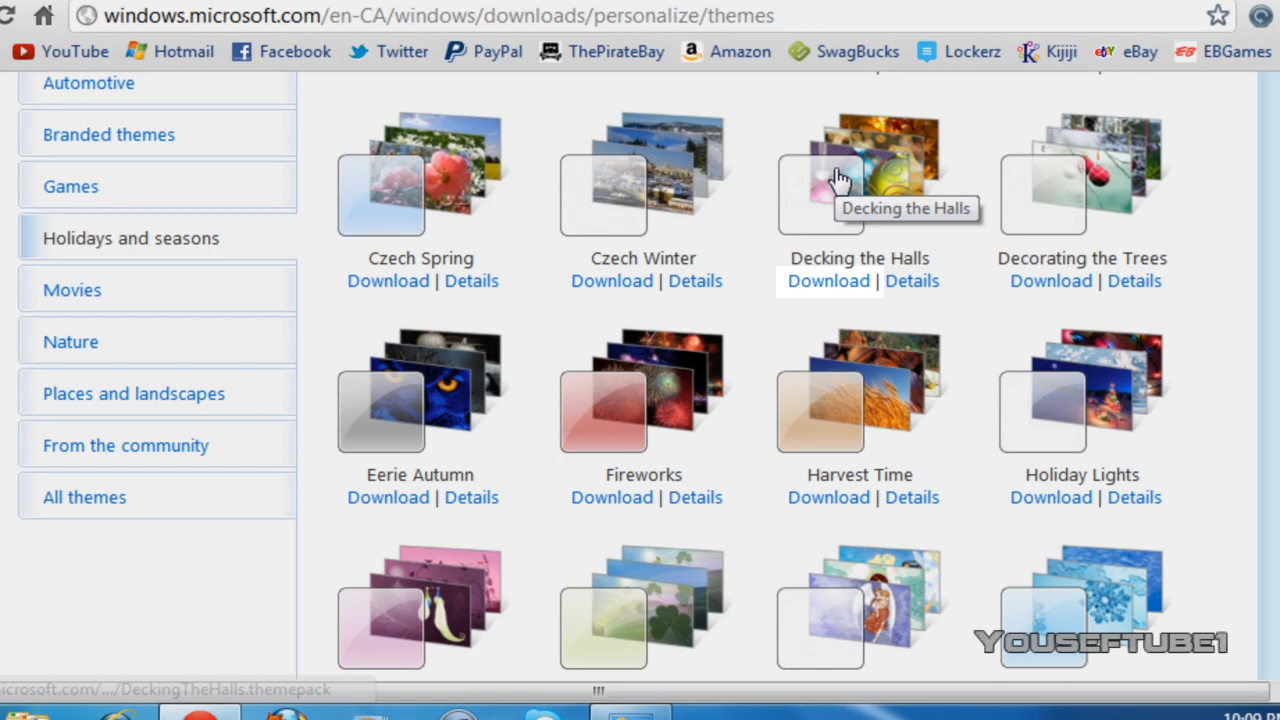 windows.microsoft.com/en-CA/windows/downloads/personalize/themes
YouTube Hotmail Facebook Twitter PayPal ThePirateBay Amazon SwagBucks Lockerz Kijiji eBay EBGames
Automotive
Branded themes
Games
Holidays and seasons
Movies
Nature
Places and landscapes
From the community
All themes
Decking the Halls
Czech Spring Czech Winter Decking the Halls Decorating the Trees
Download | Details Download | Details Download | Details Download | Details
Eerie Autumn Fireworks Harvest Time Holiday Lights
Download | Details Download | Details Download | Details Download | Details
YOUSEFTUBE1
icrosoft.com/.../DeckingTheHalls.themepack